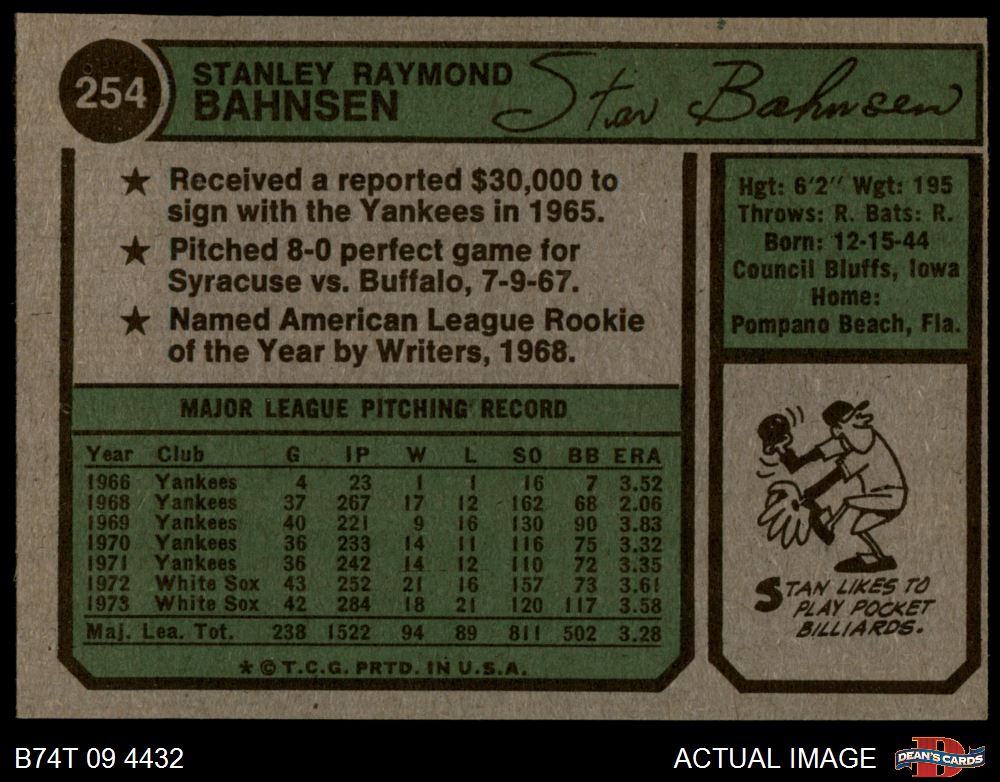 254
STANLEY RAYMOND
BAHNSEN
Stan Bahnsen
★ Received a reported $30,000 to
sign with the Yankees in 1965.
★ Pitched 8-0 perfect game for
Syracuse vs. Buffalo, 7-9-67.
★ Named American League Rookie
of the Year by Writers, 1968.
MAJOR LEAGUE PITCHING RECORD
Year Club G IP W L SO BB ERA
1966 Yankees 4 23 1 1 16 7 3.52
1968 Yankees 37 267 17 12 162 68 2.06
1969 Yankees 40 221 9 16 130 90 3.83
1970 Yankees 36 233 14 11 116 75 3.32
1971 Yankees 36 242 14 12 110 72 3.35
1972 White Sox 43 252 21 16 157 73 3.61
1973 White Sox 42 284 18 21 120 117 3.58
Maj. Lea. Tot. 238 1522 94 89 811 502 3.28
* © T.C.G. PRTD. IN U.S.A.
Hgt: 6'2" Wgt: 195
Throws: R. Bats: R.
Born: 12-15-44
Council Bluffs, Iowa
Home:
Pompano Beach, Fla.
STAN LIKES TO
PLAY POCKET
BILLIARDS.
B74T 09 4432
ACTUAL IMAGE
D
DEAN'S CARDS